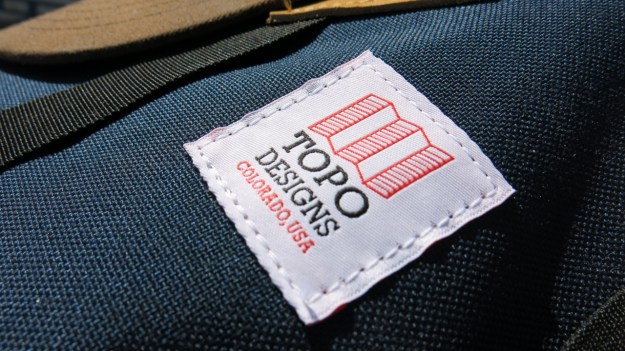 TOPO
DESIGNS
COLORADO, USA